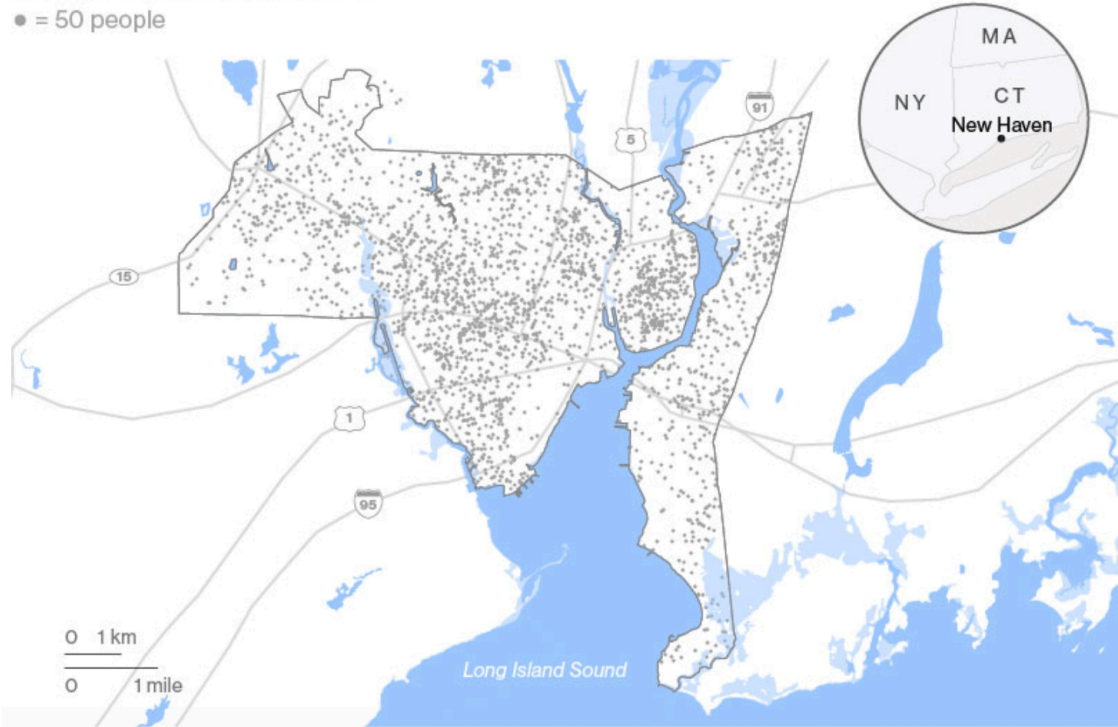 = 50 people
MA
NY
CT
New Haven
91
5
15
1
95
0 1 km
0 1 mile
Long Island Sound